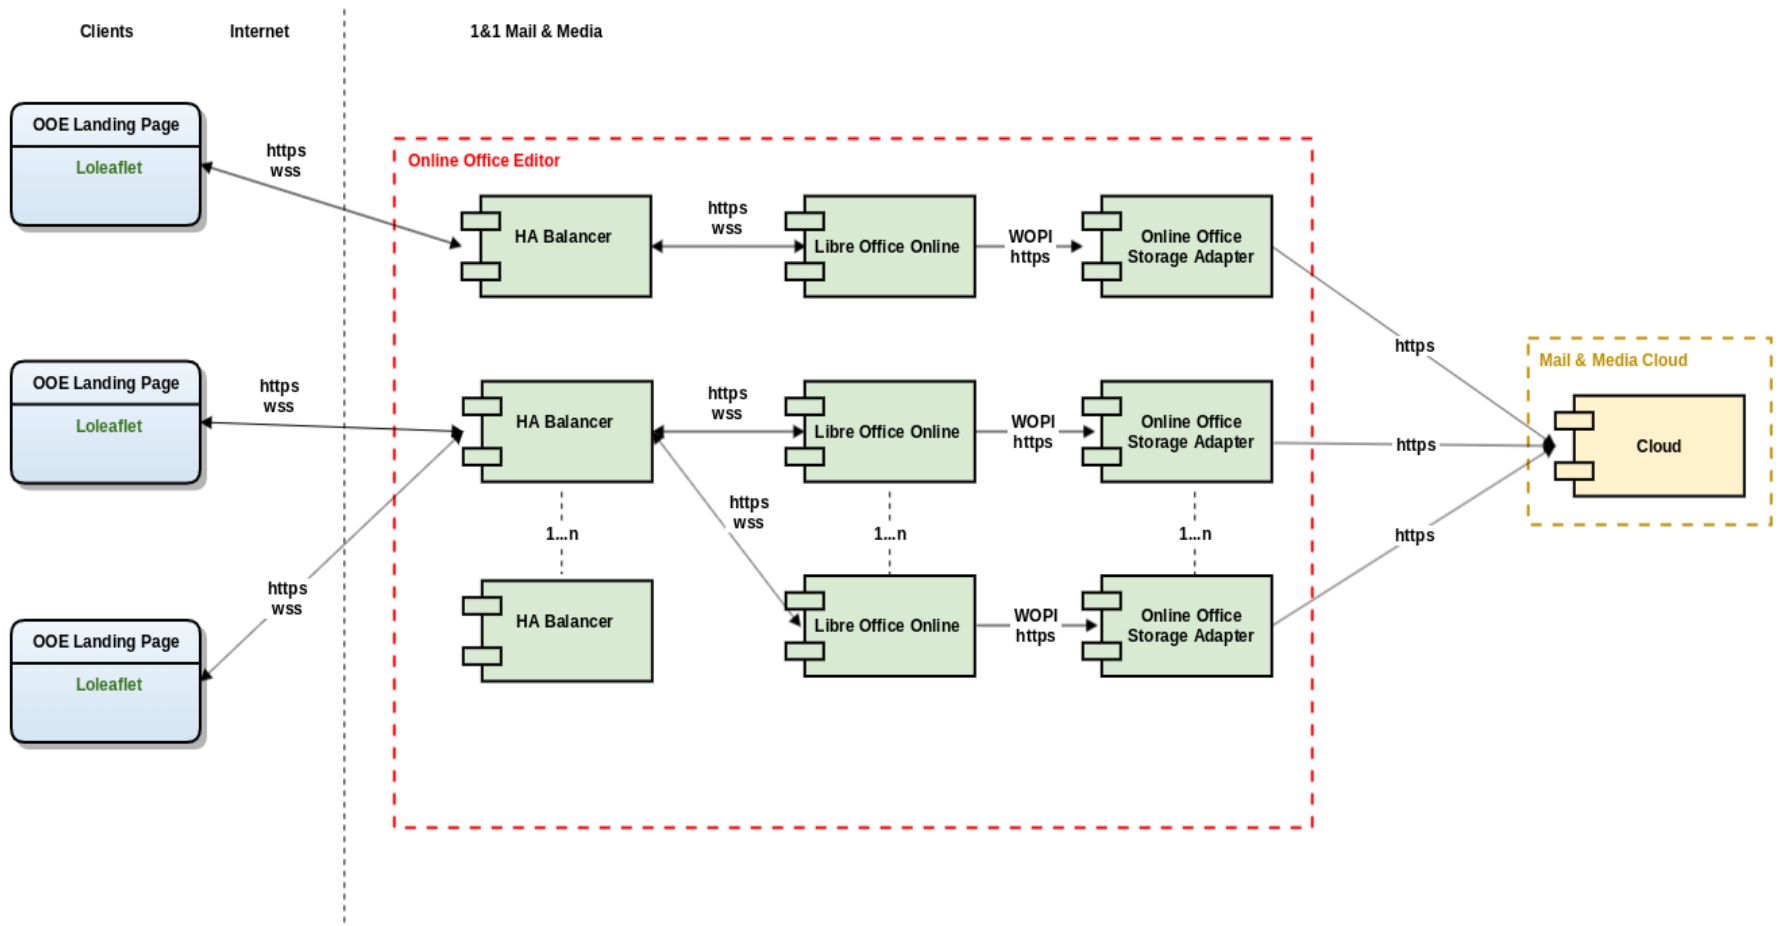 Clients
Internet
1&1 Mail & Media
OOE Landing Page
Loleaflet
https
wss
Online Office Editor
HA Balancer
https
wss
Libre Office Online
WOPI
https
Online Office
Storage Adapter
https
Mail & Media Cloud
Cloud
OOE Landing Page
Loleaflet
https
wss
HA Balancer
https
wss
Libre Office Online
WOPI
https
Online Office
Storage Adapter
https
https
wss
1...n
1...n
1...n
https
OOE Landing Page
Loleaflet
https
wss
HA Balancer
Libre Office Online
WOPI
https
Online Office
Storage Adapter